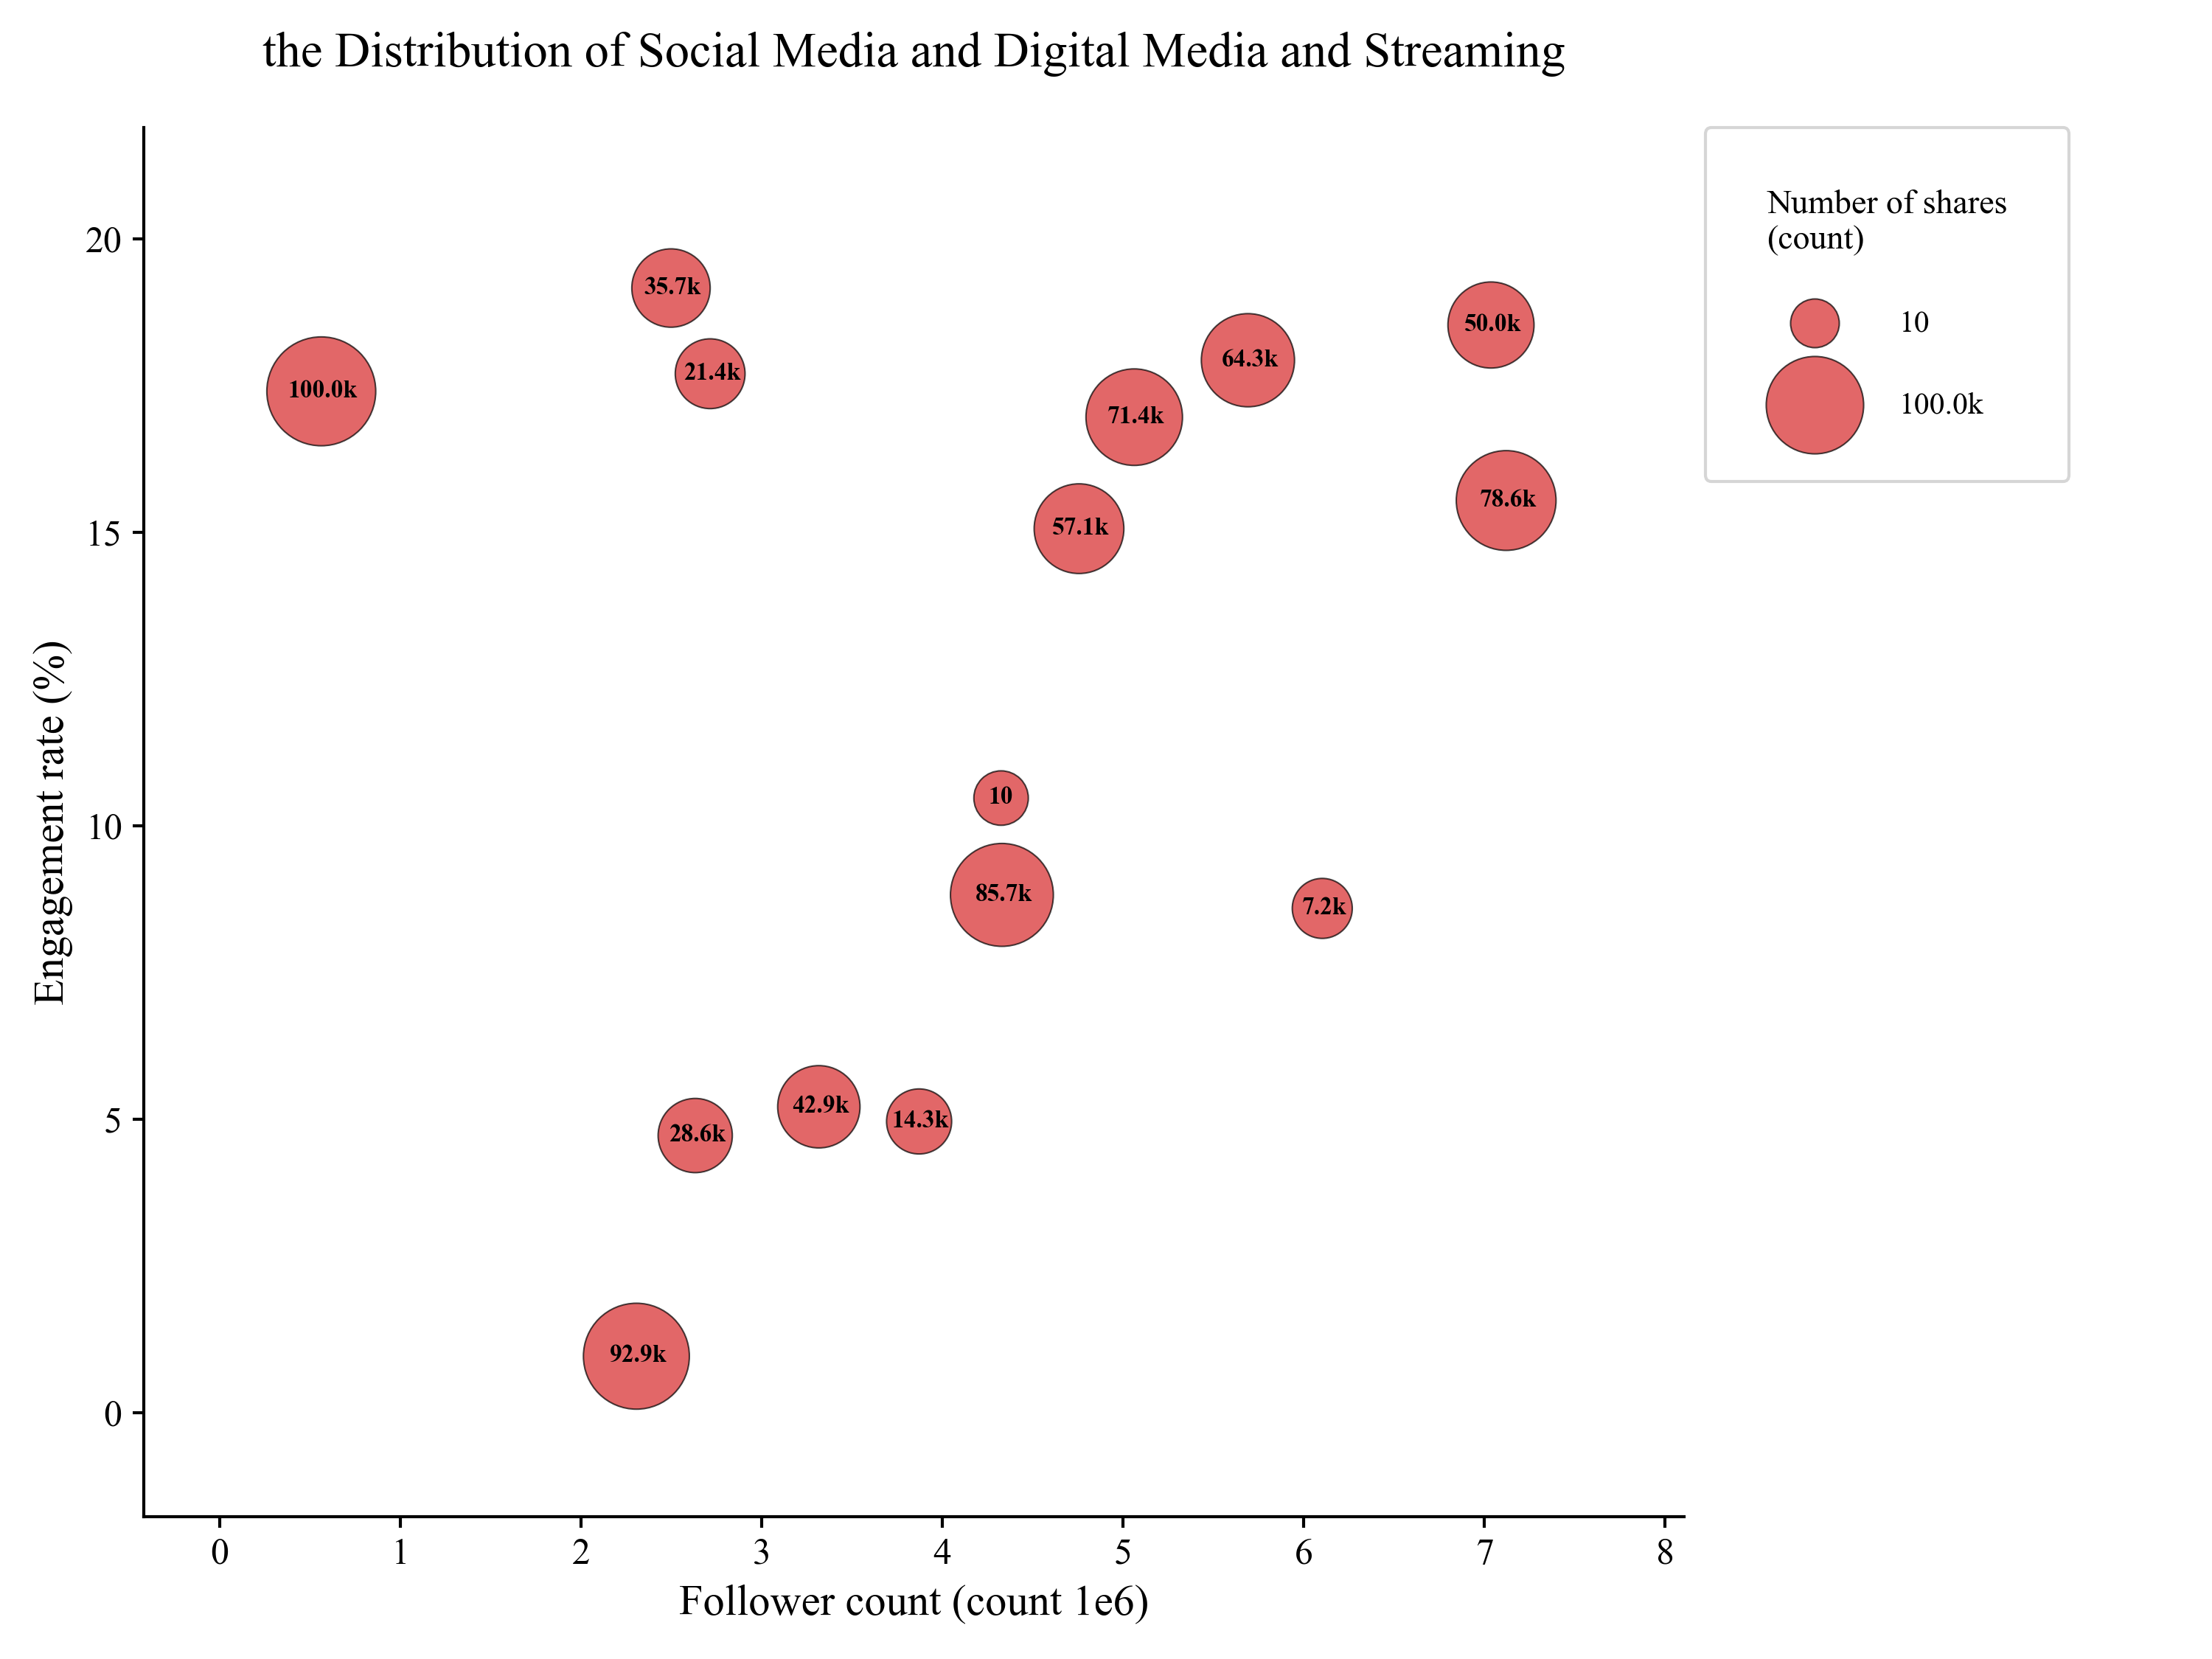 the Distribution of Social Media and Digital Media and Streaming
Number of shares
(count)
10
100.0k
20
15
10
5
0
Engagement rate (%)
35.7k
21.4k
100.0k
50.0k
64.3k
71.4k
78.6k
57.1k
10
85.7k
7.2k
42.9k
14.3k
28.6k
92.9k
0 1 2 3 4 5 6 7 8
Follower count (count 1e6)